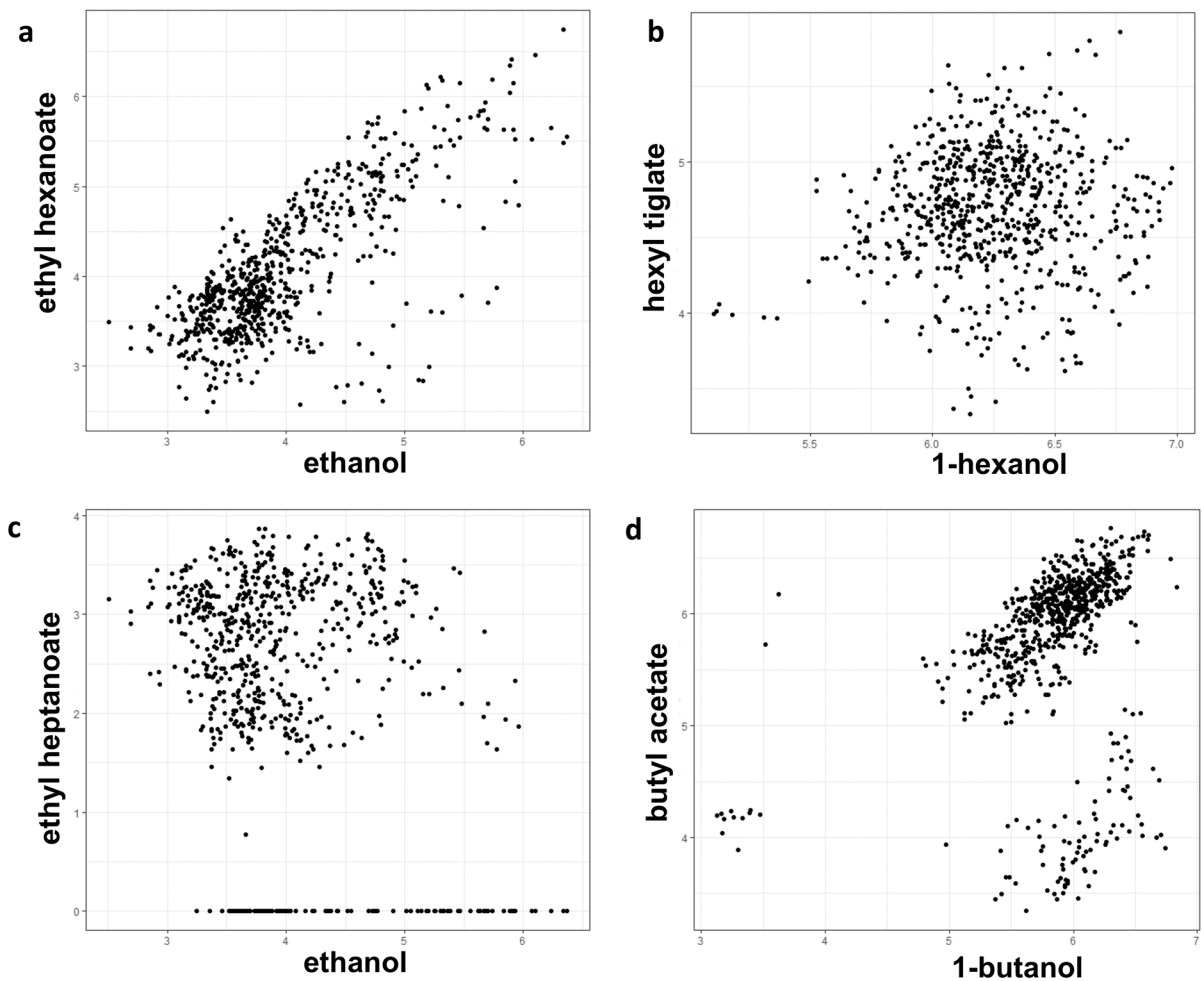 a
ethyl hexanoate
6
5
4
3
3 4 5 6
ethanol
b
hexyl tiglate
5
4
5.5 6.0 6.5 7.0
1-hexanol
c
ethyl heptanoate
4
3
2
1
0
3 4 5 6
ethanol
d
butyl acetate
6
5
4
3 4 5 6 7
1-butanol